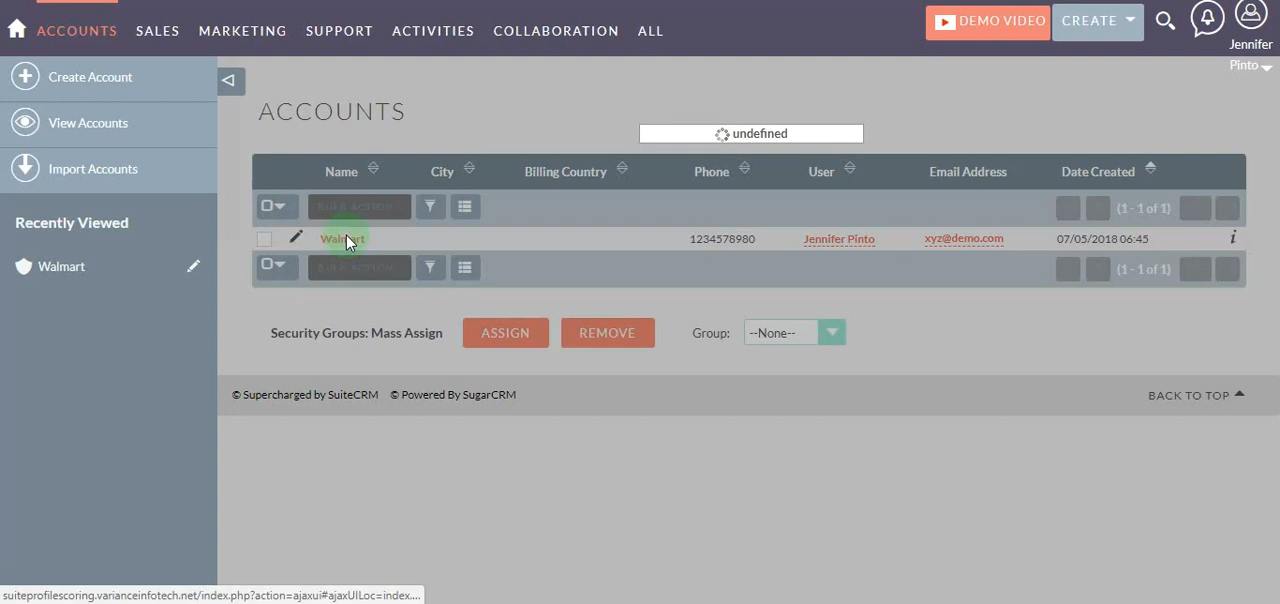 ACCOUNTS SALES MARKETING SUPPORT ACTIVITIES COLLABORATION ALL DEMO VIDEO CREATE
Jennifer
Pinto
Create Account
View Accounts
Import Accounts
Recently Viewed
Walmart
ACCOUNTS
undefined
Name City Billing Country Phone User Email Address Date Created
BULK ACTION (1 - 1 of 1)
Walmart 1234578980 Jennifer Pinto xyz@demo.com 07/05/2018 06:45 i
BULK ACTION (1 - 1 of 1)
Security Groups: Mass Assign ASSIGN REMOVE Group: --None--
© Supercharged by SuiteCRM © Powered By SugarCRM BACK TO TOP
suiteprofilescoring.varianceinfotech.net/index.php?action=ajaxui#ajaxUILoc=index....